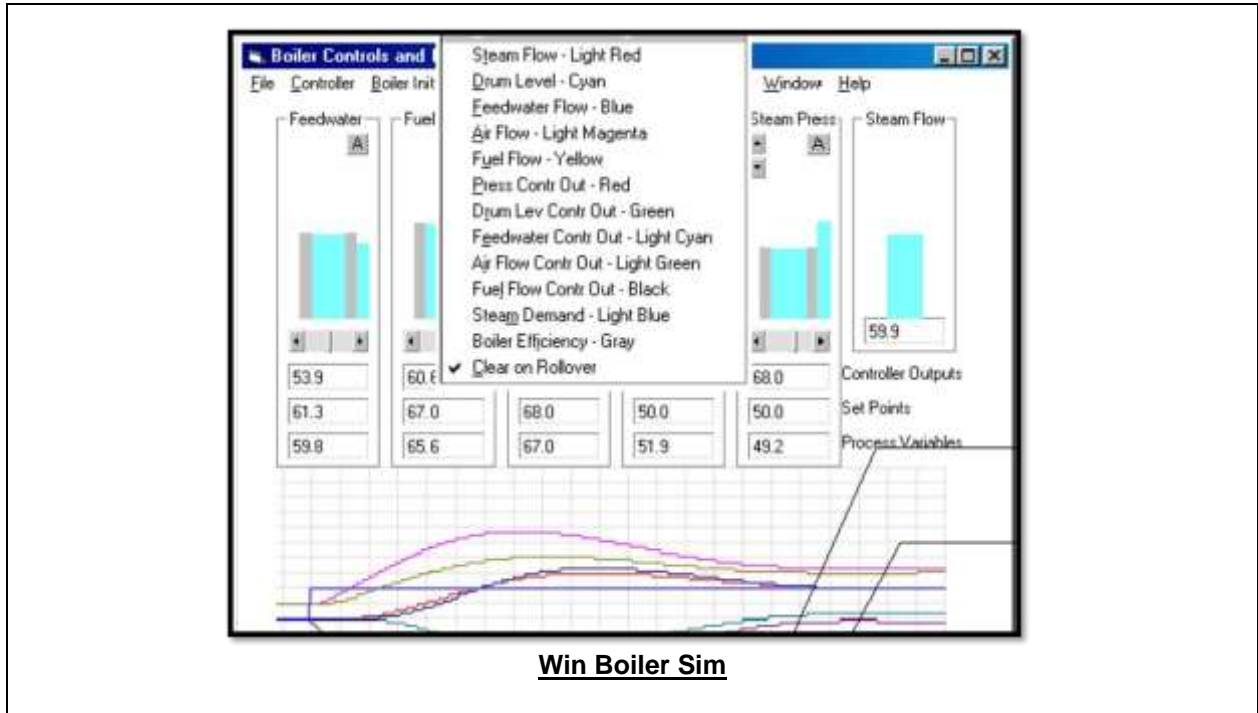 Boiler Controls and
File Controller Boiler Init Window Help
Steam Flow - Light Red
Drum Level - Cyan
Feedwater Flow - Blue
Air Flow - Light Magenta
Fuel Flow - Yellow
Press Contr Out - Red
Drum Lev Contr Out - Green
Feedwater Contr Out - Light Cyan
Air Flow Contr Out - Light Green
Fuel Flow Contr Out - Black
Steam Demand - Light Blue
Boiler Efficiency - Gray
✔ Clear on Rollover
Feedwater Fuel Steam Press Steam Flow
A A
59.9
53.9 60.6 68.0 Controller Outputs
61.3 67.0 68.0 50.0 50.0 Set Points
59.8 65.6 67.0 51.9 49.2 Process Variables
Win Boiler Sim